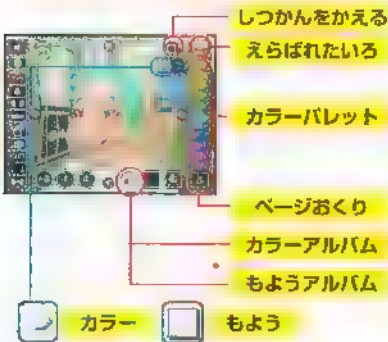 しつかんをかえる
えらばれたいろ
カラーパレット
ページおくり
カラーアルバム
もようアルバム
カラー もよう